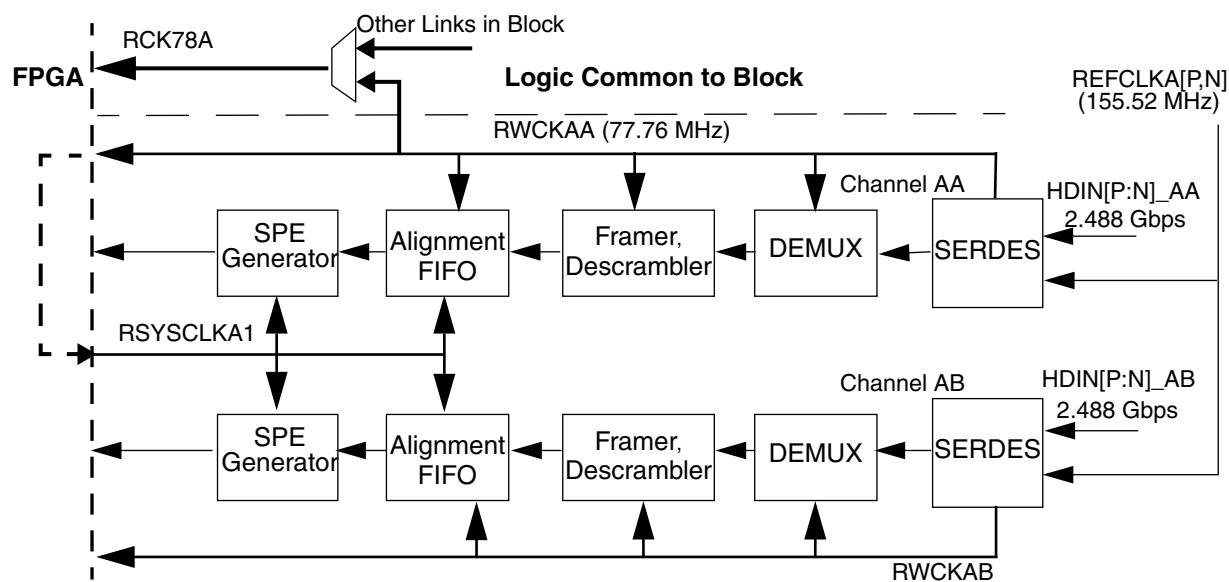 Other Links in Block
RCK78A
FPGA
Logic Common to Block
REFCLKA[P,N]
(155.52 MHz)
RWCKAA (77.76 MHz)
Channel AA
HDIN[P:N]_AA
2.488 Gbps
SPE
Generator
Alignment
FIFO
Framer,
Descrambler
DEMUX
SERDES
RSYSCLKA1
Channel AB
HDIN[P:N]_AB
2.488 Gbps
SPE
Generator
Alignment
FIFO
Framer,
Descrambler
DEMUX
SERDES
RWCKAB